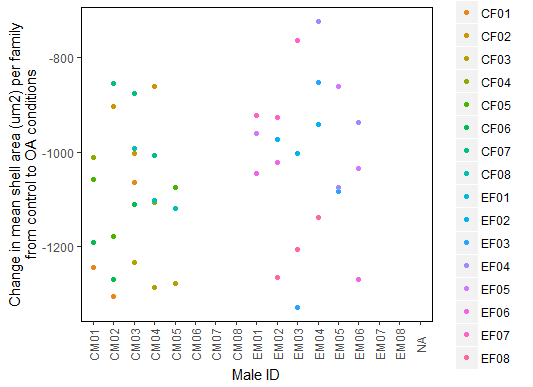 Change in mean shell area (um2) per family
from control to OA conditions
-800
-1000
-1200
CM01
CM02
CM03
CM04
CM05
CM06
CM07
CM08
EM01
EM02
EM03
EM04
EM05
EM06
EM07
EM08
NA
Male ID
CF01
CF02
CF03
CF04
CF05
CF06
CF07
CF08
EF01
EF02
EF03
EF04
EF05
EF06
EF07
EF08